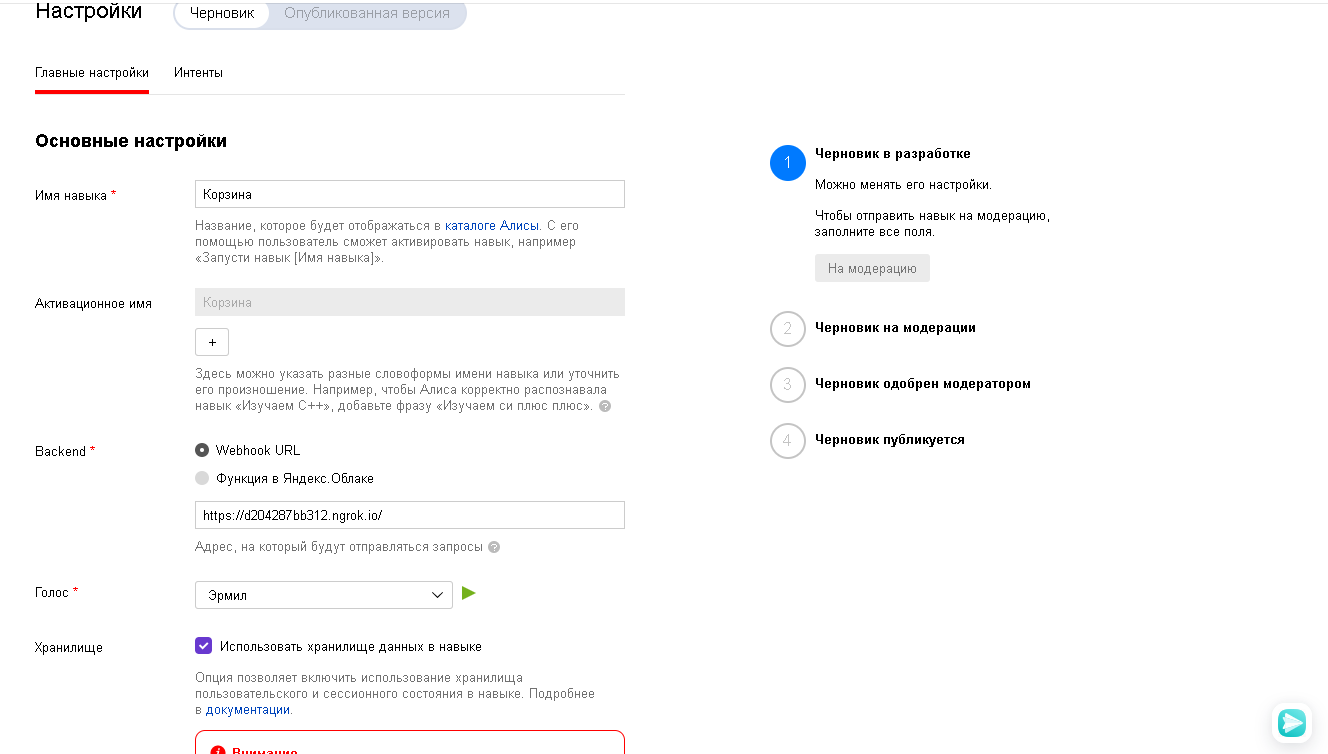 Настройки
Черновик
Опубликованная версия
Главные настройки
Интенты
Основные настройки
Имя навыка *
Корзина
Название, которое будет отображаться в каталоге Алисы. С его
помощью пользователь сможет активировать навык, например
«Запусти навык [Имя навыка]».
Активационное имя
Корзина
+
Здесь можно указать разные словоформы имени навыка или уточнить
его произношение. Например, чтобы Алиса корректно распознавала
навык «Изучаем C++», добавьте фразу «Изучаем си плюс плюс». ?
Backend *
Webhook URL
Функция в Яндекс.Облаке
https://d204287bb312.ngrok.io/
Адрес, на который будут отправляться запросы ?
Голос *
Эрмил
Хранилище
Использовать хранилище данных в навыке
Опция позволяет включить использование хранилища
пользовательского и сессионного состояния в навыке. Подробнее
в документации.
Внимание
1
Черновик в разработке
Можно менять его настройки.
Чтобы отправить навык на модерацию,
заполните все поля.
На модерацию
2
Черновик на модерации
3
Черновик одобрен модератором
4
Черновик публикуется